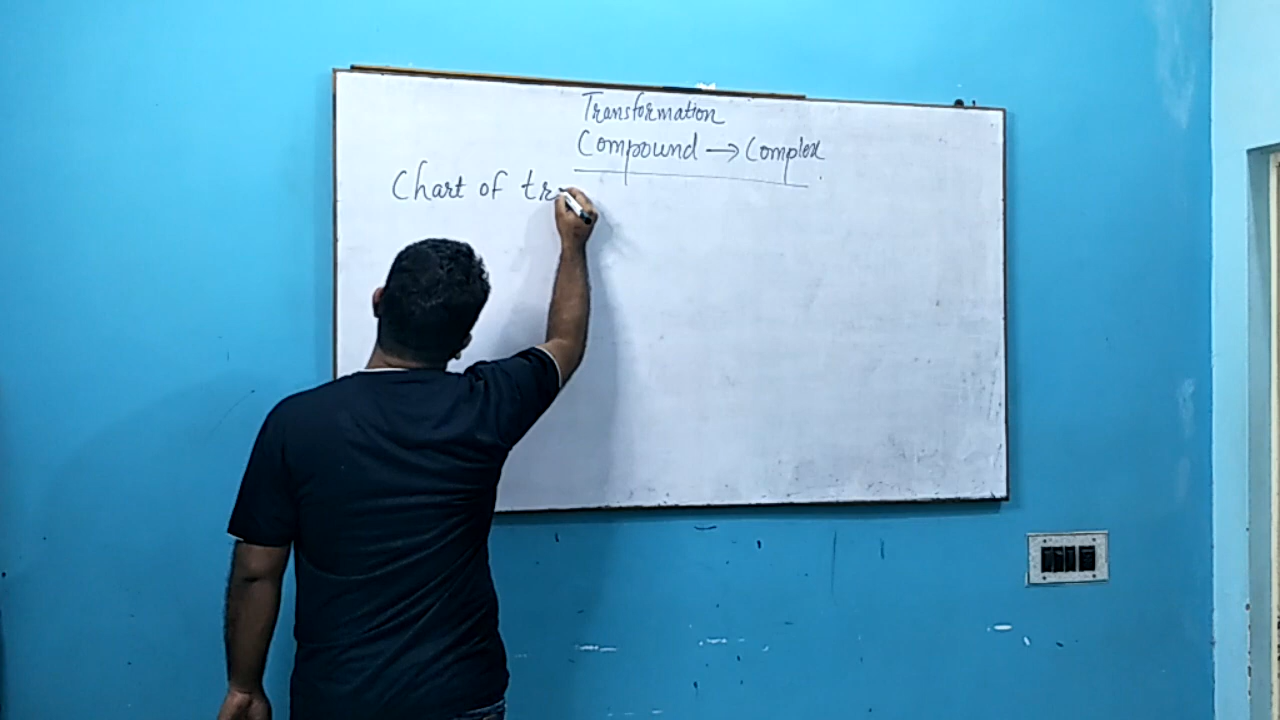 Transformation
Compound → Complex
Chart of tr